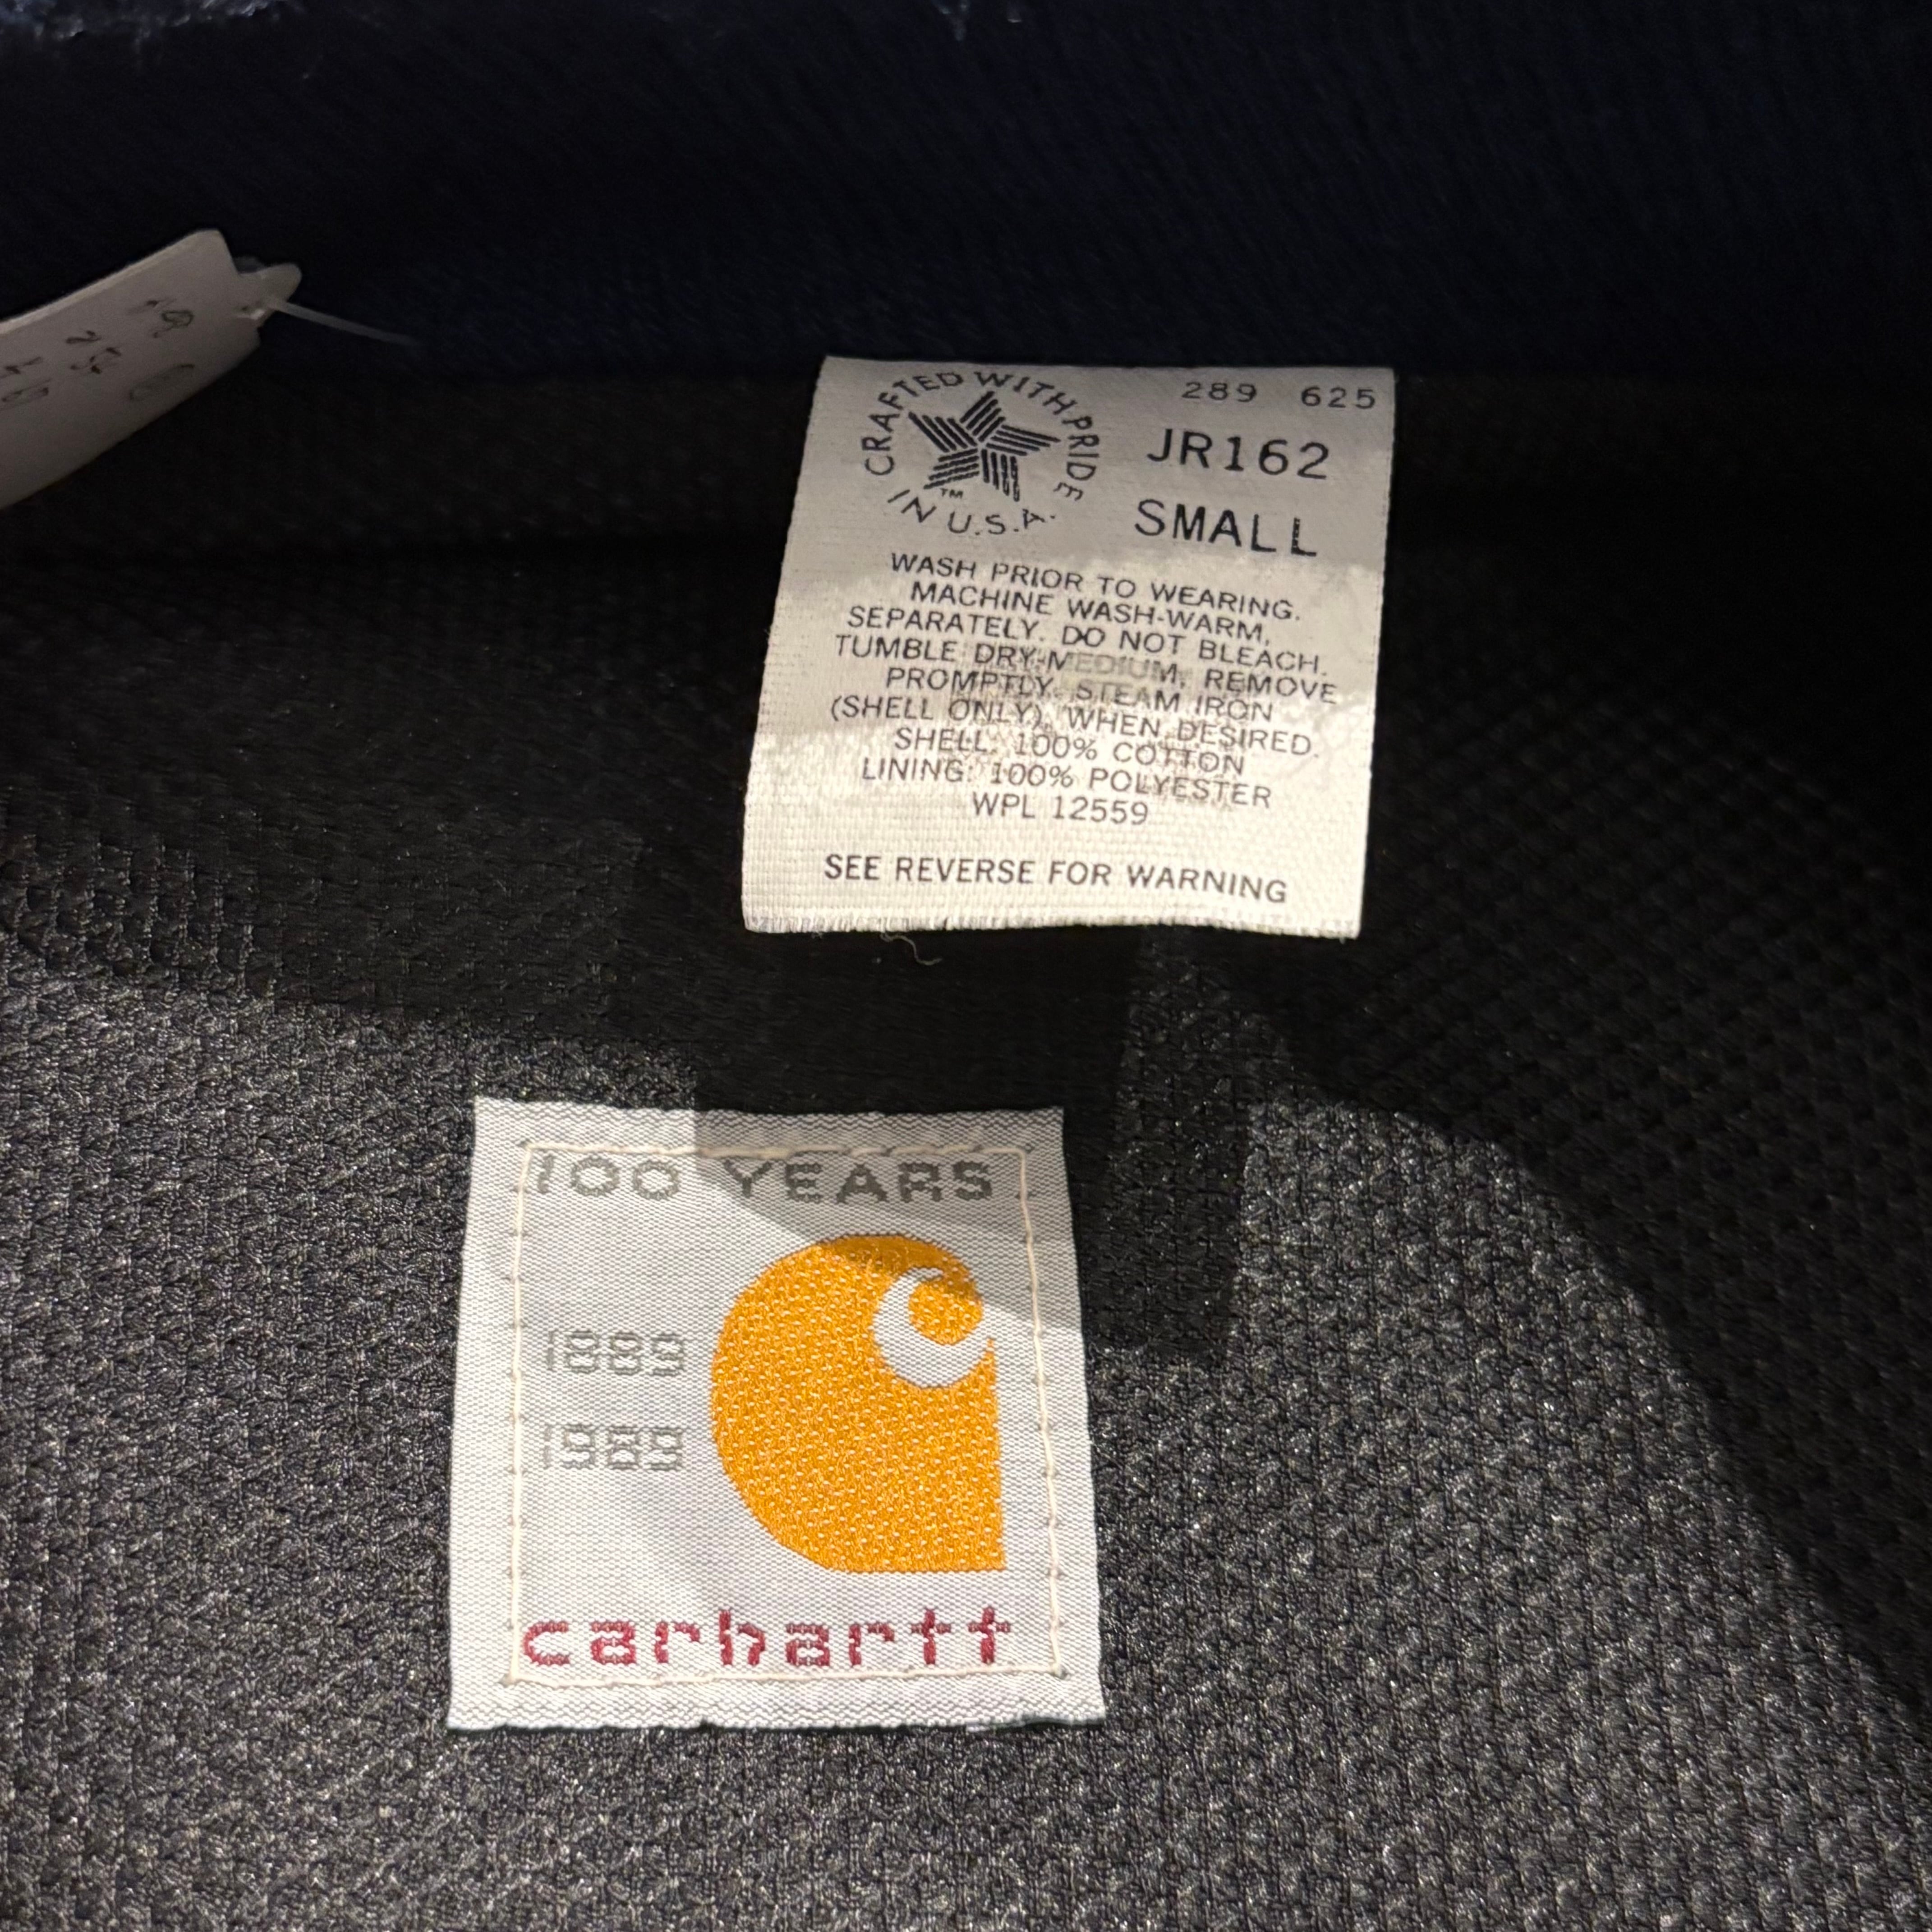 CRAFTED WITH PRIDE
IN U.S.A.
TM
289 625
JR162
SMALL
WASH PRIOR TO WEARING.
MACHINE WASH-WARM,
SEPARATELY. DO NOT BLEACH.
TUMBLE DRY-MEDIUM, REMOVE
PROMPTLY. STEAM IRON
(SHELL ONLY), WHEN DESIRED.
SHELL: 100% COTTON
LINING: 100% POLYESTER
WPL 12559
SEE REVERSE FOR WARNING
100 YEARS
1889
1989
carhartt